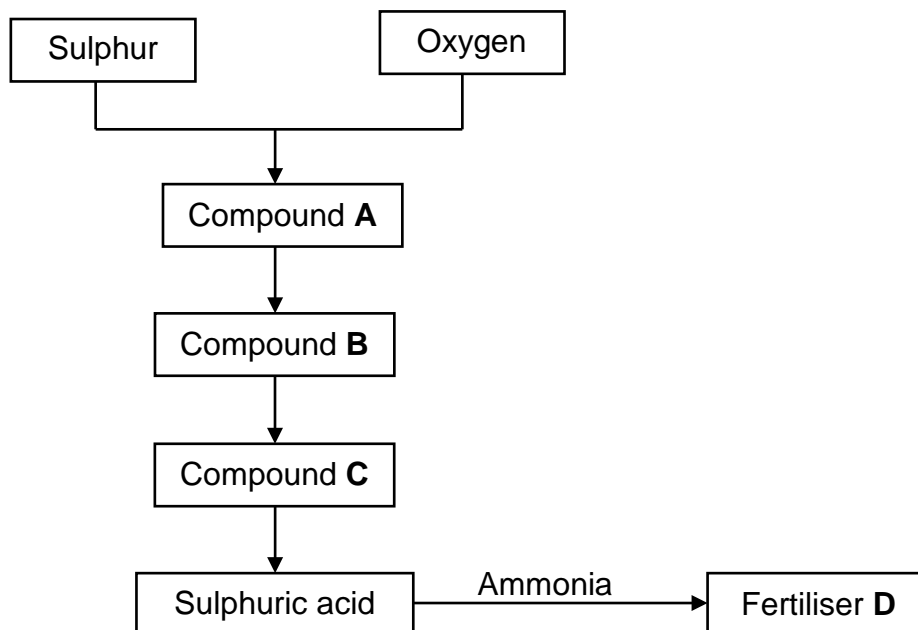 Sulphur
Oxygen
Compound A
Compound B
Compound C
Ammonia
Sulphuric acid
Fertiliser D